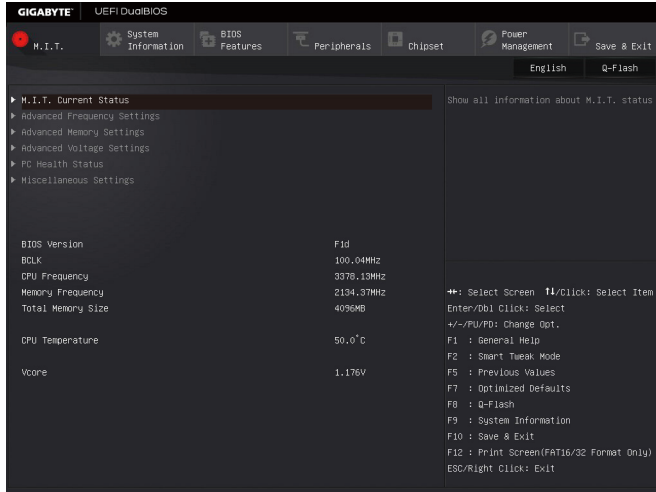 GIGABYTE™ UEFI DualBIOS
M.I.T.
System Information
BIOS Features
Peripherals
Chipset
Power Management
Save & Exit
English Q-Flash
M.I.T. Current Status
Advanced Frequency Settings
Advanced Memory Settings
Advanced Voltage Settings
PC Health Status
Miscellaneous Settings
Show all information about M.I.T. status
BIOS Version F1d
BCLK 100.04MHz
CPU Frequency 3378.13MHz
Memory Frequency 2134.37MHz
Total Memory Size 4096MB
CPU Temperature 50.0°C
Vcore 1.176V
→←: Select Screen ↑↓/Click: Select Item
Enter/Dbl Click: Select
+/-/PU/PD: Change Opt.
F1 : General Help
F2 : Smart Tweak Mode
F5 : Previous Values
F7 : Optimized Defaults
F8 : Q-Flash
F9 : System Information
F10 : Save & Exit
F12 : Print Screen(FAT16/32 Format Only)
ESC/Right Click: Exit